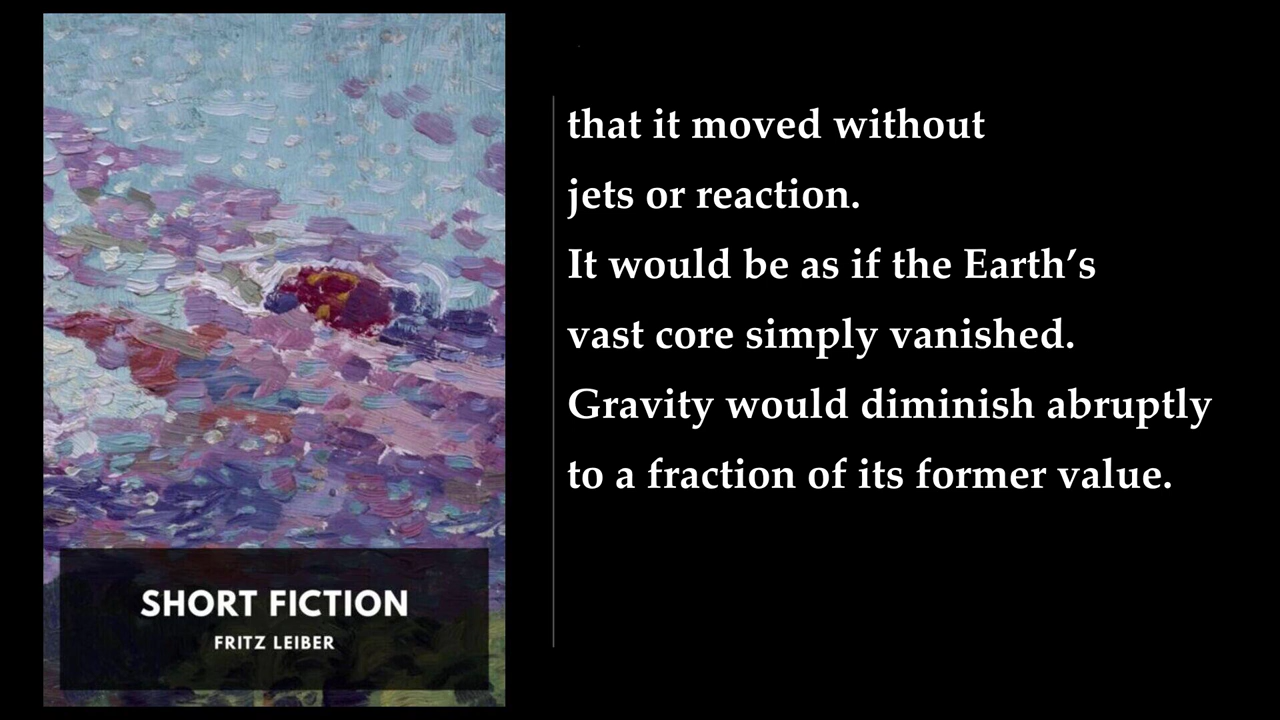 SHORT FICTION
FRITZ LEIBER
that it moved without
jets or reaction.
It would be as if the Earth’s
vast core simply vanished.
Gravity would diminish abruptly
to a fraction of its former value.